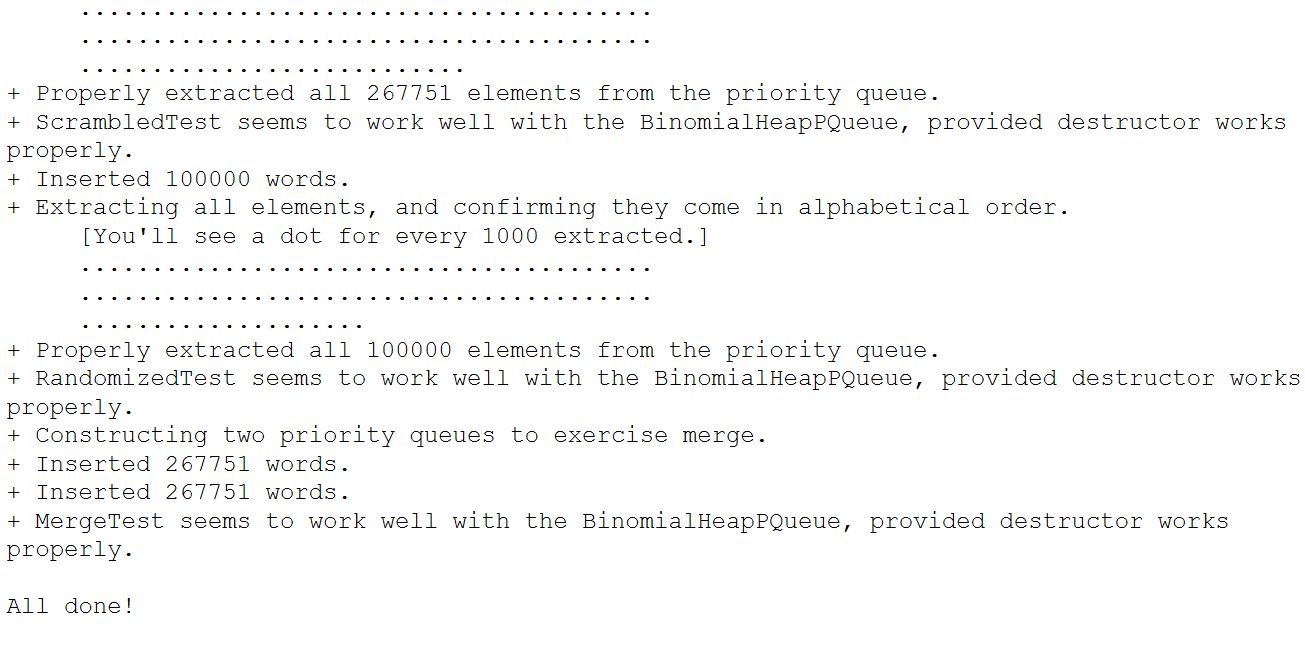 ........................................
........................................
...........................
+ Properly extracted all 267751 elements from the priority queue.
+ ScrambledTest seems to work well with the BinomialHeapPQueue, provided destructor works
properly.
+ Inserted 100000 words.
+ Extracting all elements, and confirming they come in alphabetical order.
[You'll see a dot for every 1000 extracted.]
........................................
........................................
....................
+ Properly extracted all 100000 elements from the priority queue.
+ RandomizedTest seems to work well with the BinomialHeapPQueue, provided destructor works
properly.
+ Constructing two priority queues to exercise merge.
+ Inserted 267751 words.
+ Inserted 267751 words.
+ MergeTest seems to work well with the BinomialHeapPQueue, provided destructor works
properly.
All done!